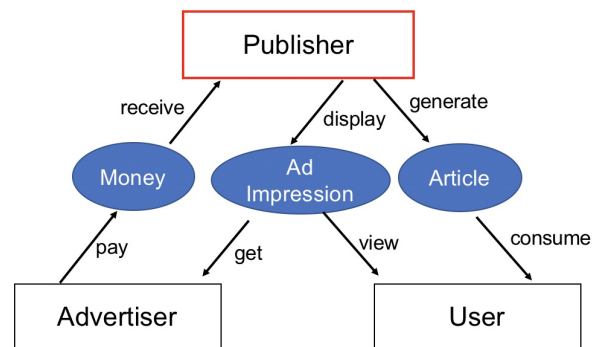 Publisher
receive
display
generate
Money
Ad
Impression
Article
pay
get
view
consume
Advertiser
User